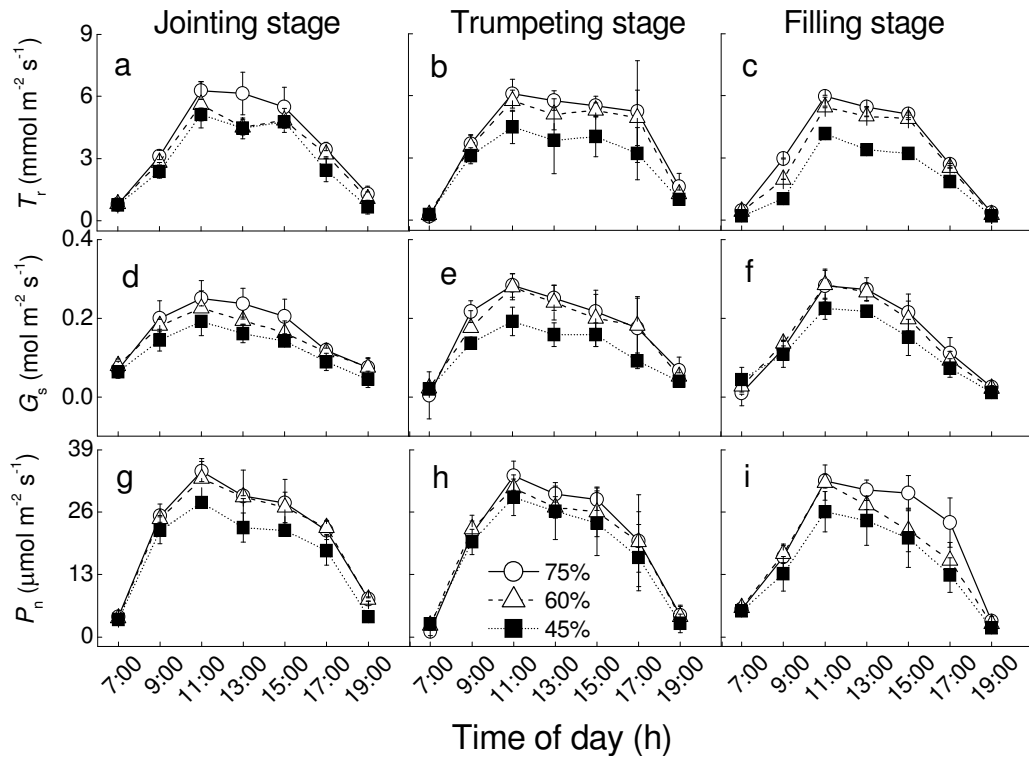 Jointing stage Trumpeting stage Filling stage
9
6
3
0
T_r (mmol m⁻² s⁻¹)
a b c
0.4
0.2
0.0
G_s (mol m⁻² s⁻¹)
d e f
39
26
13
0
P_n (μmol m⁻² s⁻¹)
g h i
75%
60%
45%
7:00 9:00 11:00 13:00 15:00 17:00 19:00 7:00 9:00 11:00 13:00 15:00 17:00 19:00 7:00 9:00 11:00 13:00 15:00 17:00 19:00
Time of day (h)